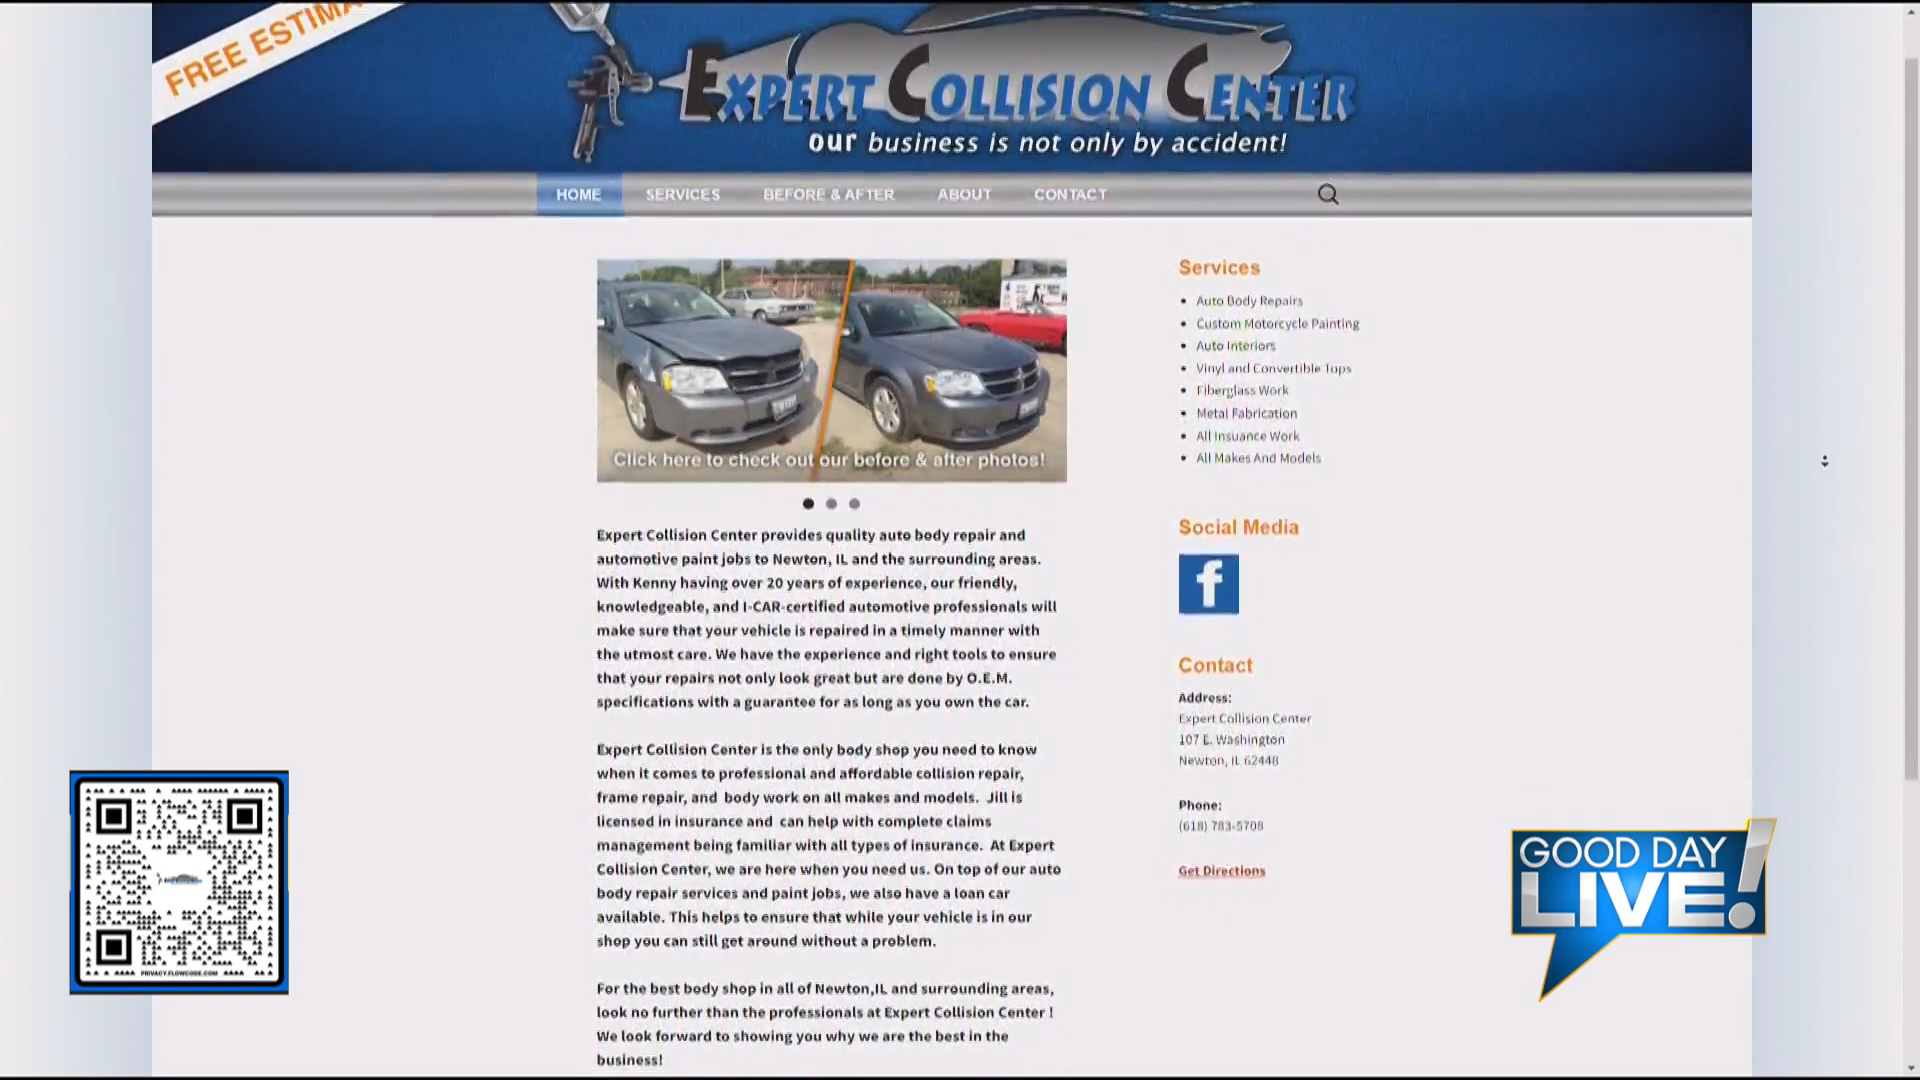 FREE ESTIMA
EXPERT COLLISION CENTER
our business is not only by accident!
HOME SERVICES BEFORE & AFTER ABOUT CONTACT
Click here to check out our before & after photos!
Expert Collision Center provides quality auto body repair and
automotive paint jobs to Newton, IL and the surrounding areas.
With Kenny having over 20 years of experience, our friendly,
knowledgeable, and I-CAR-certified automotive professionals will
make sure that your vehicle is repaired in a timely manner with
the utmost care. We have the experience and right tools to ensure
that your repairs not only look great but are done by O.E.M.
specifications with a guarantee for as long as you own the car.
Expert Collision Center is the only body shop you need to know
when it comes to professional and affordable collision repair,
frame repair, and body work on all makes and models. Jill is
licensed in insurance and can help with complete claims
management being familiar with all types of insurance. At Expert
Collision Center, we are here when you need us. On top of our auto
body repair services and paint jobs, we also have a loan car
available. This helps to ensure that while your vehicle is in our
shop you can still get around without a problem.
For the best body shop in all of Newton,IL and surrounding areas,
look no further than the professionals at Expert Collision Center !
We look forward to showing you why we are the best in the
business!
Services
Auto Body Repairs
Custom Motorcycle Painting
Auto Interiors
Vinyl and Convertible Tops
Fiberglass Work
Metal Fabrication
All Insuance Work
All Makes And Models
Social Media
f
Contact
Address:
Expert Collision Center
107 E. Washington
Newton, IL 62448
Phone:
(618) 783-5708
Get Directions
PRIVACY.FLOWCODE.COM
GOOD DAY
LIVE!